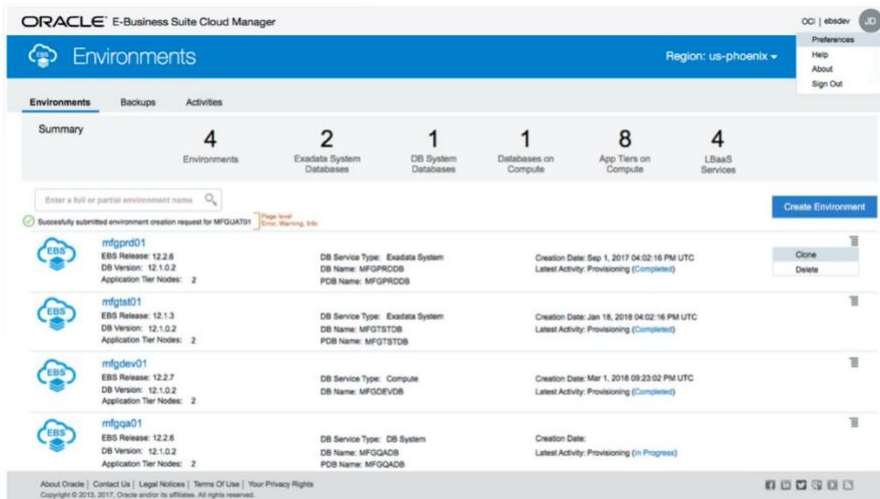 ORACLE® E-Business Suite Cloud Manager
OCI | ebsdev JD
EBS Environments
Region: us-phoenix
Preferences
Help
About
Sign Out
Environments Backups Activities
Summary
4 Environments
2 Exadata System Databases
1 DB System Databases
1 Databases on Compute
8 App Tiers on Compute
4 LBaaS Services
Enter a full or partial environment name
Create Environment
Succesfully submitted environment creation request for MFGUAT01
Page level
Error, Warning, Info
EBS
mfgprd01
EBS Release: 12.2.6
DB Version: 12.1.0.2
Application Tier Nodes: 2
DB Service Type: Exadata System
DB Name: MFGPRDDB
PDB Name: MFGPRDDB
Creation Date: Sep 1, 2017 04:02:16 PM UTC
Latest Activity: Provisioning (Completed)
Clone
Delete
EBS
mfgtst01
EBS Release: 12.1.3
DB Version: 12.1.0.2
Application Tier Nodes: 2
DB Service Type: Exadata System
DB Name: MFGTSTDB
PDB Name: MFGTSTDB
Creation Date: Jan 18, 2018 04:02:16 PM UTC
Latest Activity: Provisioning (Completed)
EBS
mfgdev01
EBS Release: 12.2.7
DB Version: 12.1.0.2
Application Tier Nodes: 2
DB Service Type: Compute
DB Name: MFGDEVDB
Creation Date: Mar 1, 2018 09:23:02 PM UTC
Latest Activity: Provisioning (Completed)
EBS
mfgqa01
EBS Release: 12.2.6
DB Version: 12.1.0.2
Application Tier Nodes: 2
DB Service Type: DB System
DB Name: MFGQADB
PDB Name: MFGQADB
Creation Date:
Latest Activity: Provisioning (In Progress)
About Oracle | Contact Us | Legal Notices | Terms Of Use | Your Privacy Rights
Copyright © 2013, 2017, Oracle and/or its affiliates. All rights reserved.